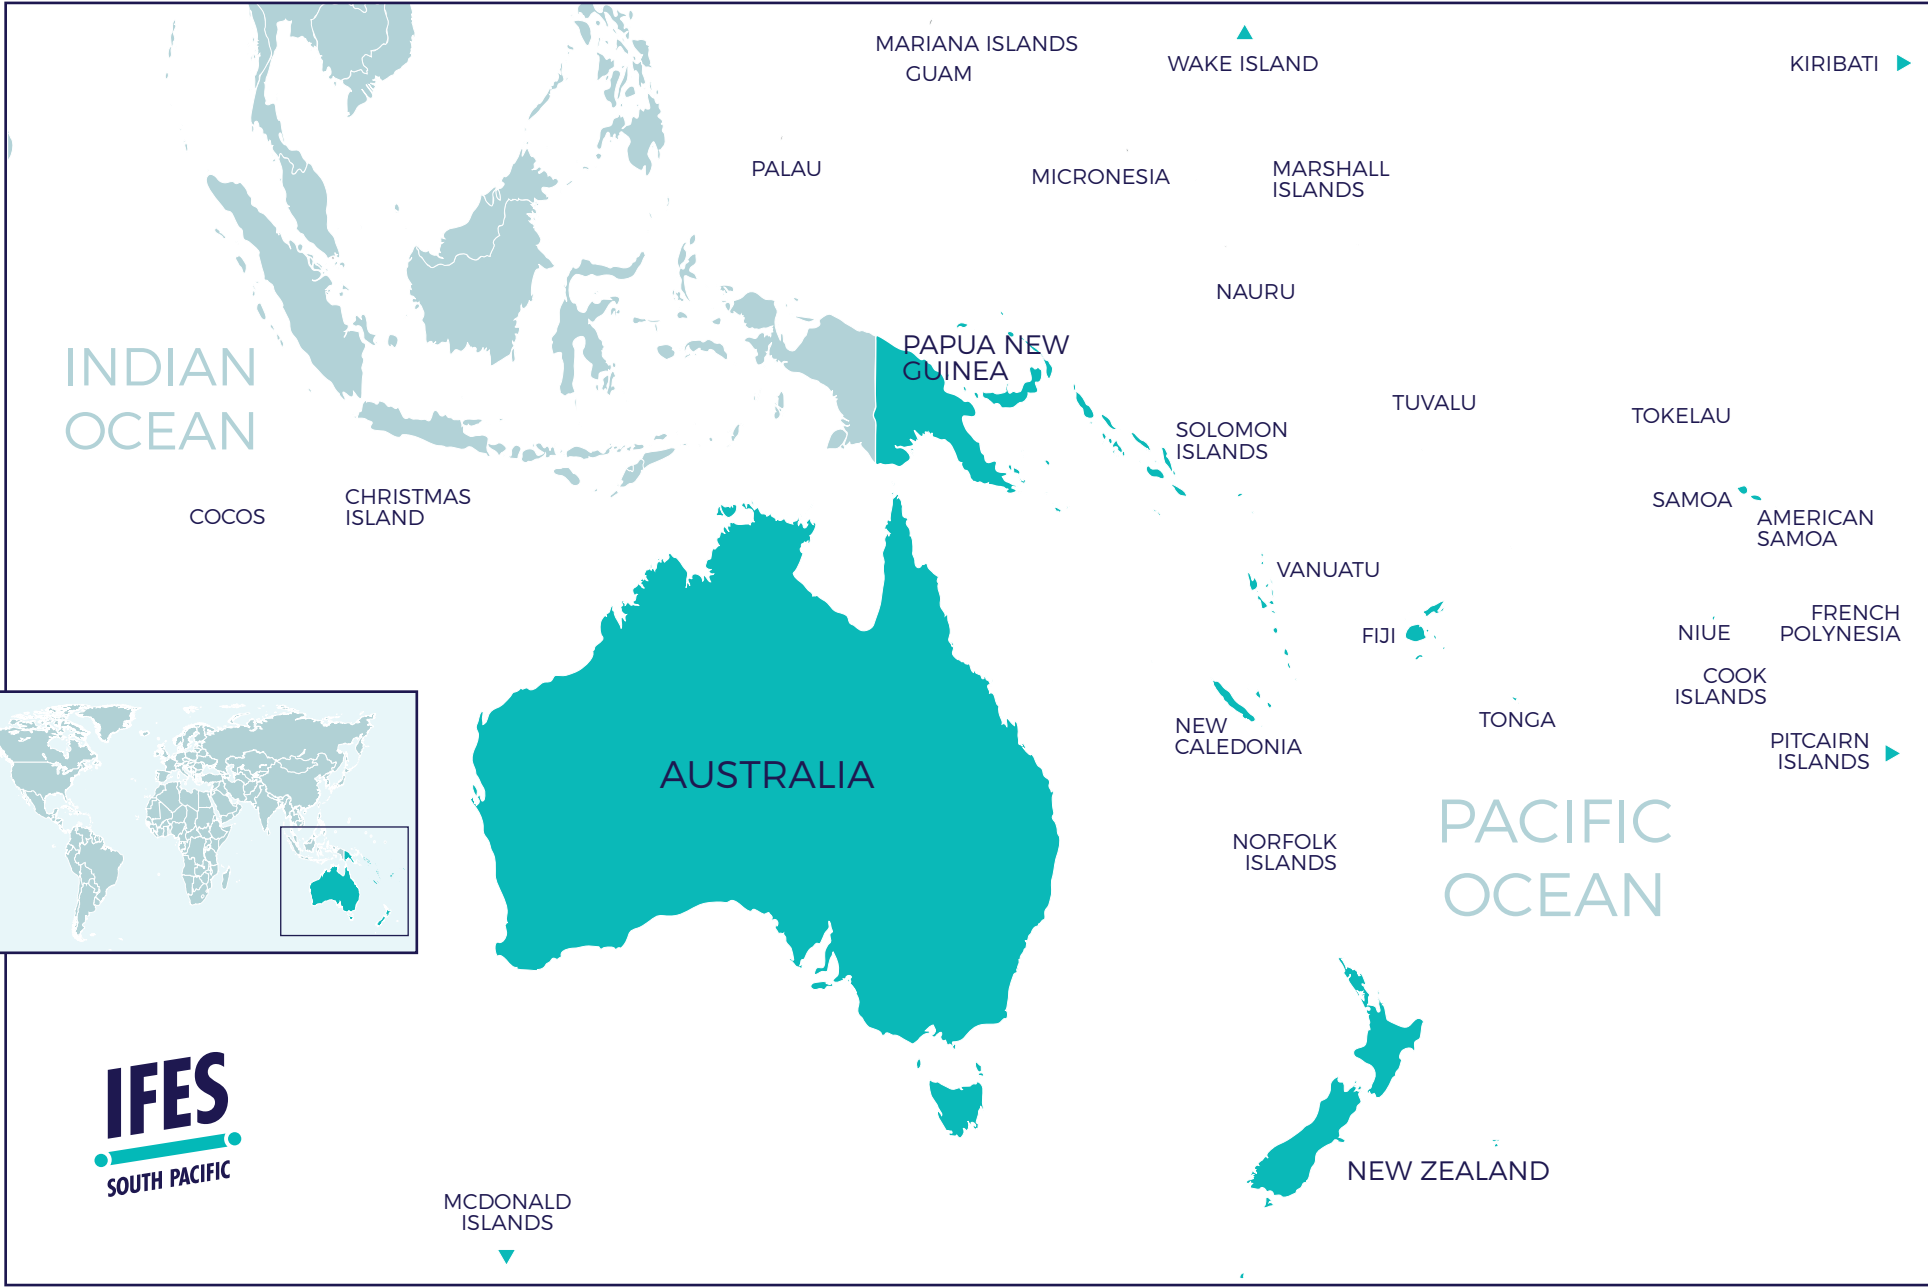 MARIANA ISLANDS
GUAM
WAKE ISLAND
KIRIBATI
PALAU
MICRONESIA
MARSHALL
ISLANDS
NAURU
INDIAN
OCEAN
PAPUA NEW
GUINEA
TUVALU
TOKELAU
SOLOMON
ISLANDS
COCOS
CHRISTMAS
ISLAND
SAMOA
AMERICAN
SAMOA
VANUATU
FIJI
NIUE
FRENCH
POLYNESIA
COOK
ISLANDS
NEW
CALEDONIA
TONGA
PITCAIRN
ISLANDS
AUSTRALIA
NORFOLK
ISLANDS
PACIFIC
OCEAN
IFES
SOUTH PACIFIC
NEW ZEALAND
MCDONALD
ISLANDS